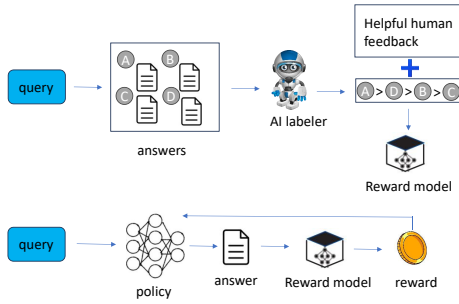 Helpful human
feedback
query
A B
C D
A > D > B > C
AI labeler
answers
Reward model
query
policy
answer
Reward model
reward